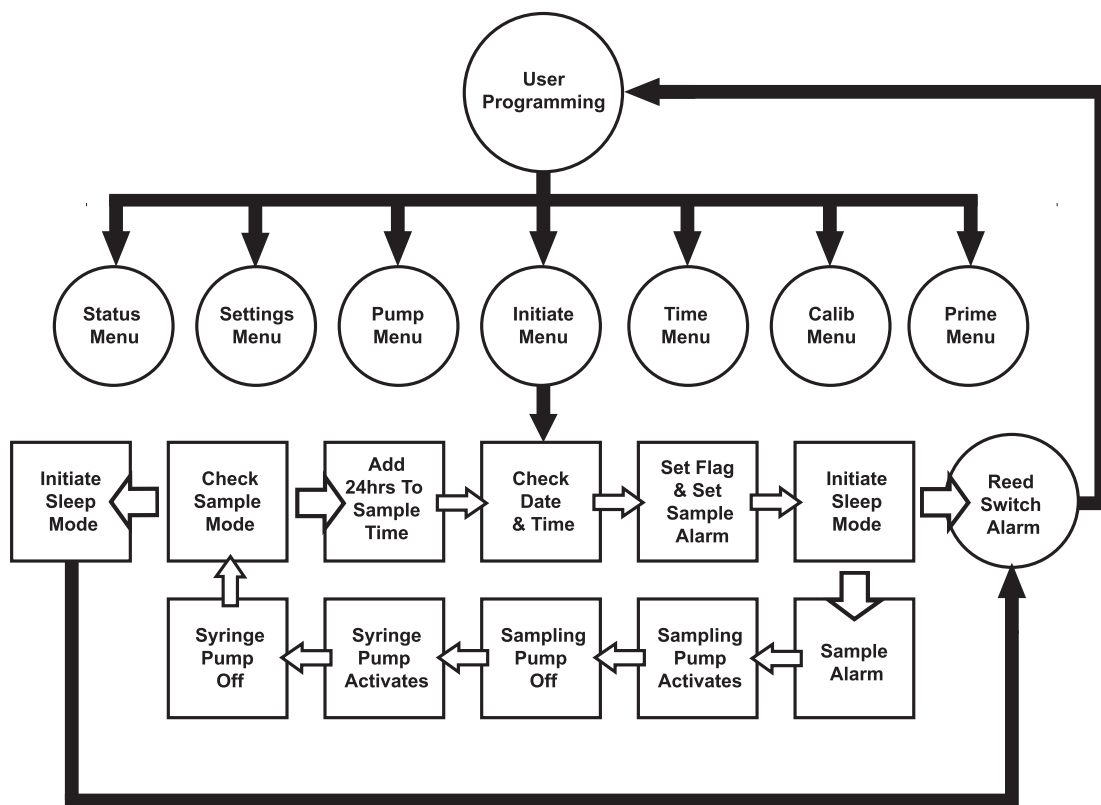 User
Programming
Status
Menu
Settings
Menu
Pump
Menu
Initiate
Menu
Time
Menu
Calib
Menu
Prime
Menu
Initiate
Sleep
Mode
Check
Sample
Mode
Add
24hrs To
Sample
Time
Check
Date
& Time
Set Flag
& Set
Sample
Alarm
Initiate
Sleep
Mode
Reed
Switch
Alarm
Syringe
Pump
Off
Syringe
Pump
Activates
Sampling
Pump
Off
Sampling
Pump
Activates
Sample
Alarm